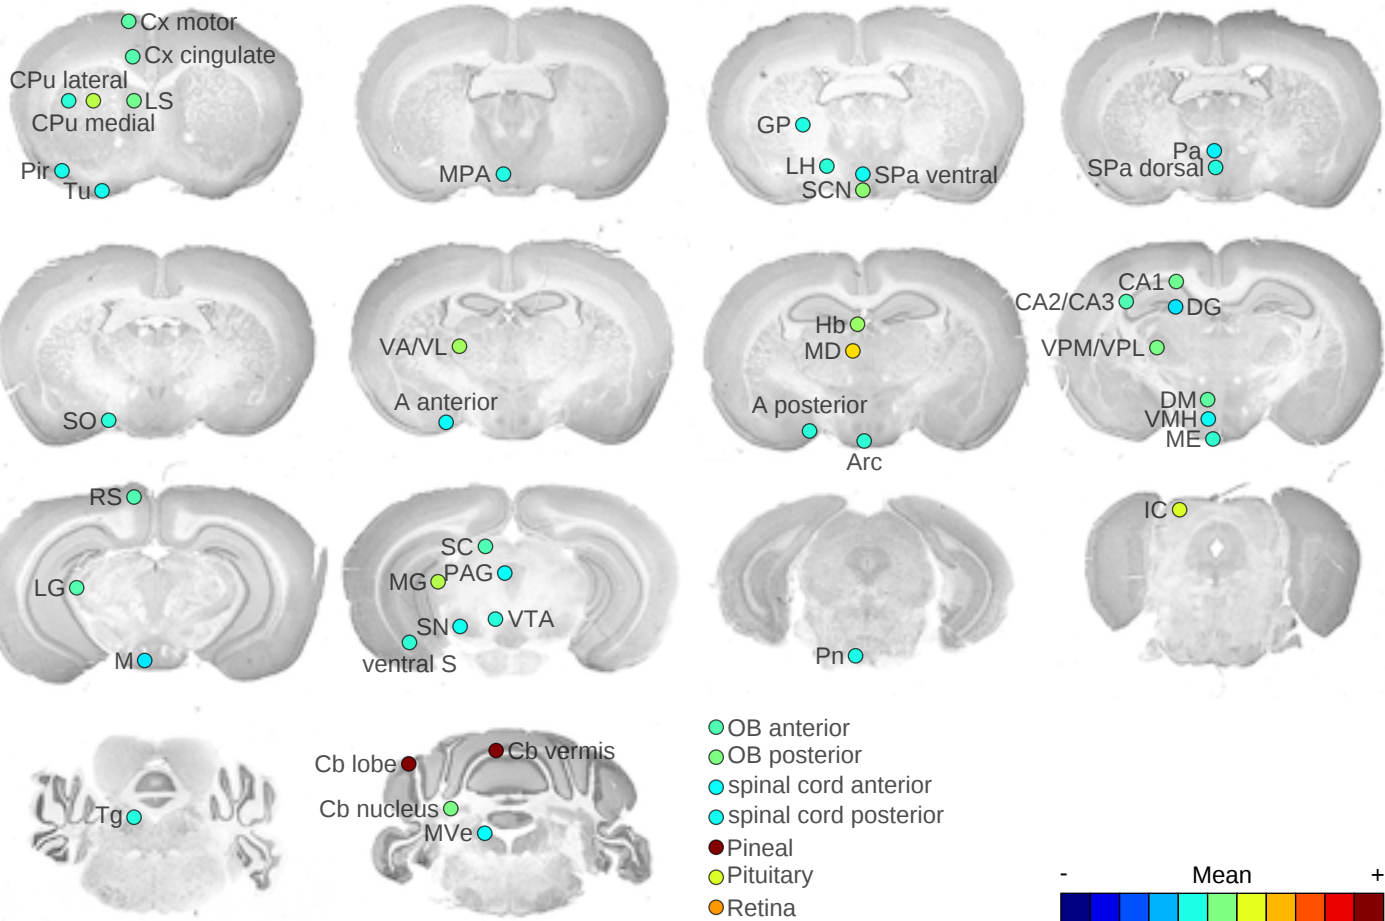 Cx motor
Cx cingulate
CPu lateral
LS
CPu medial
Pir
Tu
MPA
GP
LH
SPa ventral
SCN
Pa
SPa dorsal
SO
VA/VL
A anterior
Hb
MD
A posterior
Arc
CA1
CA2/CA3
DG
VPM/VPL
DM
VMH
ME
RS
LG
M
SC
PAG
MG
VTA
SN
ventral S
Pn
IC
Tg
Cb lobe
Cb vermis
Cb nucleus
MVe
OB anterior
OB posterior
spinal cord anterior
spinal cord posterior
Pineal
Pituitary
Retina
- Mean +